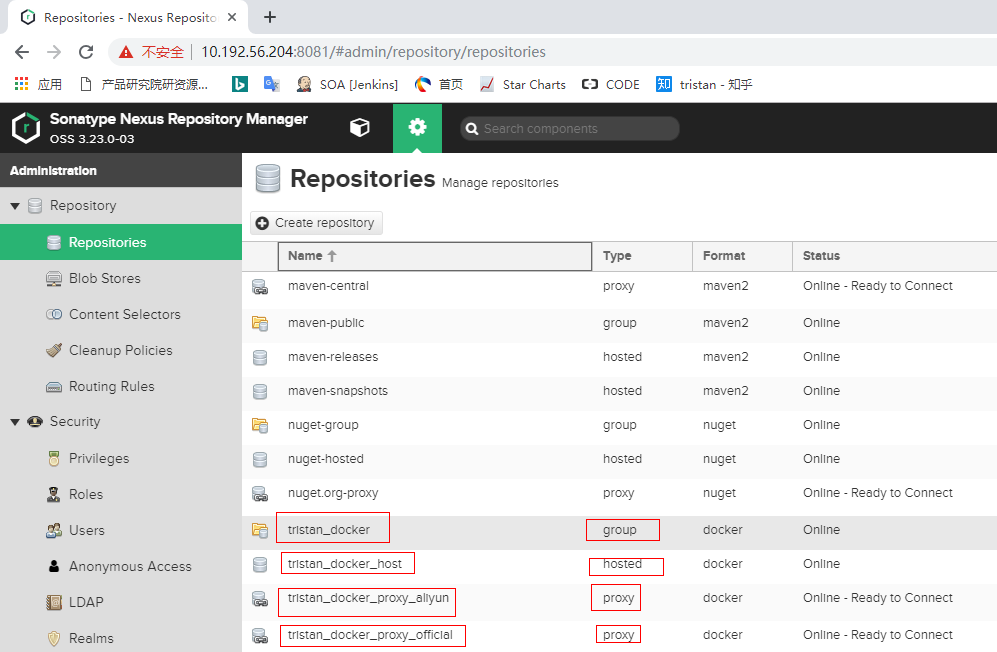 Repositories - Nexus Reposito
不安全 10.192.56.204:8081/#admin/repository/repositories
应用 产品研究院研资源... SOA [Jenkins] 首页 Star Charts CODE 知 tristan - 知乎
Sonatype Nexus Repository Manager
OSS 3.23.0-03
Search components
Administration
Repository
Repositories
Blob Stores
Content Selectors
Cleanup Policies
Routing Rules
Security
Privileges
Roles
Users
Anonymous Access
LDAP
Realms
Repositories Manage repositories
Create repository
Name Type Format Status
maven-central proxy maven2 Online - Ready to Connect
maven-public group maven2 Online
maven-releases hosted maven2 Online
maven-snapshots hosted maven2 Online
nuget-group group nuget Online
nuget-hosted hosted nuget Online
nuget.org-proxy proxy nuget Online - Ready to Connect
tristan_docker group docker Online
tristan_docker_host hosted docker Online
tristan_docker_proxy_aliyun proxy docker Online - Ready to Connect
tristan_docker_proxy_official proxy docker Online - Ready to Connect